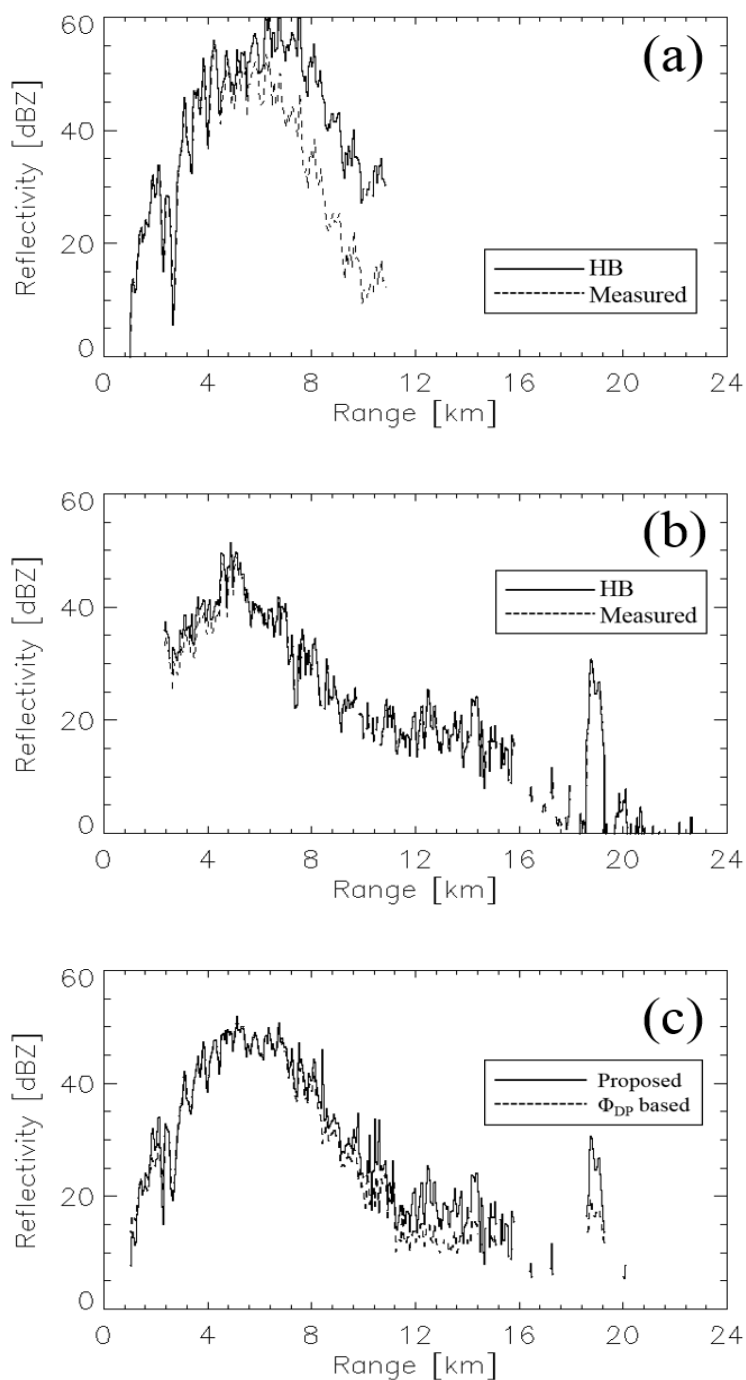 60
40
20
0
Reflectivity [dBZ]
(a)
HB
Measured
0 4 8 12 16 20 24
Range [km]
60
40
20
0
Reflectivity [dBZ]
(b)
HB
Measured
0 4 8 12 16 20 24
Range [km]
60
40
20
0
Reflectivity [dBZ]
(c)
Proposed
Φ_DP based
0 4 8 12 16 20 24
Range [km]